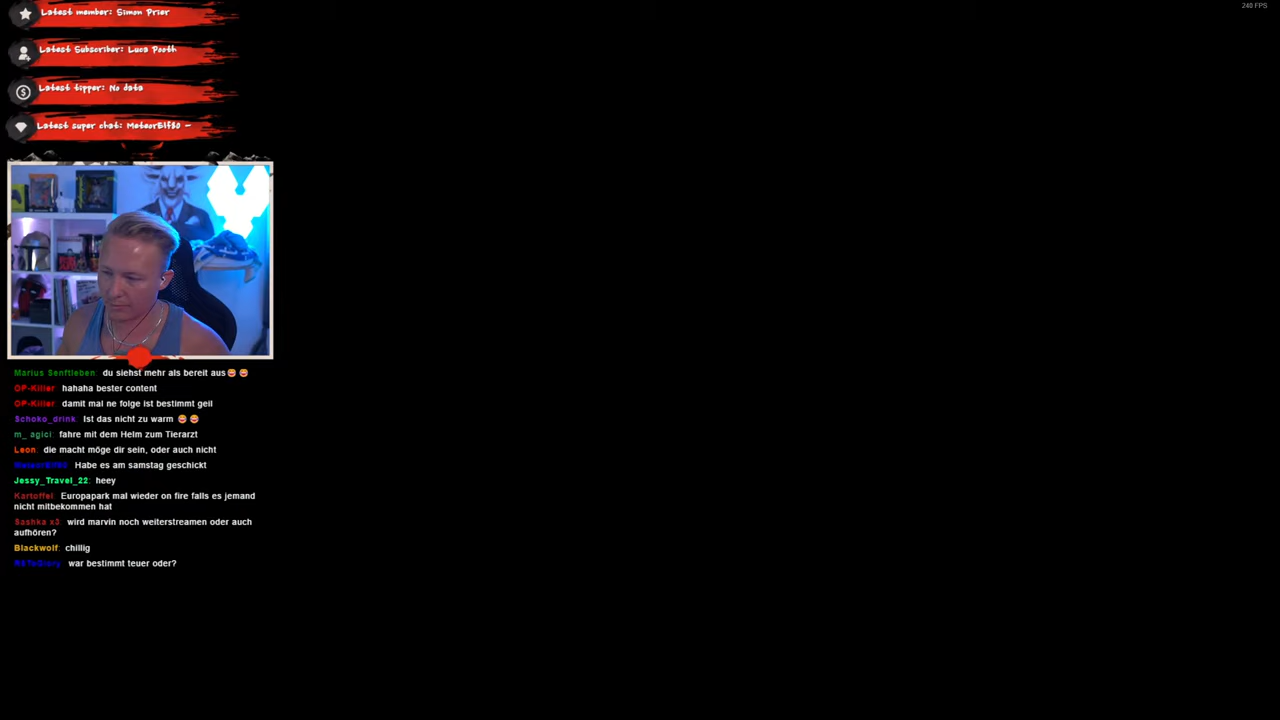 240 FPS
Latest member: Simon Prier
Latest Subscriber: Luca Pooth
Latest tipper: No data
Latest super chat: MeteorElf80 -
Marius Senftleben: du siehst mehr als bereit aus
OP-Killer: hahaha bester content
OP-Killer: damit mal ne folge ist bestimmt geil
Schoko_drink: Ist das nicht zu warm
m_ agici: fahre mit dem Helm zum Tierarzt
Leon: die macht möge dir sein, oder auch nicht
MeteorElf80: Habe es am samstag geschickt
Jessy_Travel_22: heey
Kartoffel: Europapark mal wieder on fire falls es jemand
nicht mitbekommen hat
Sashka x3: wird marvin noch weiterstreamen oder auch
aufhören?
Blackwolf: chillig
war bestimmt teuer oder?